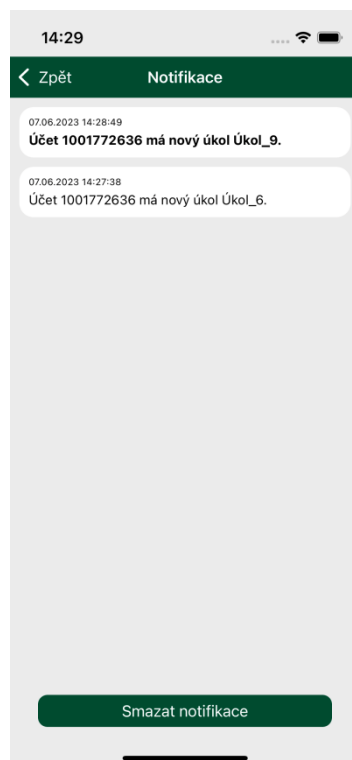 14:29
Zpět
Notifikace
07.06.2023 14:28:49
Účet 1001772636 má nový úkol Úkol_9.
07.06.2023 14:27:38
Účet 1001772636 má nový úkol Úkol_6.
Smazat notifikace